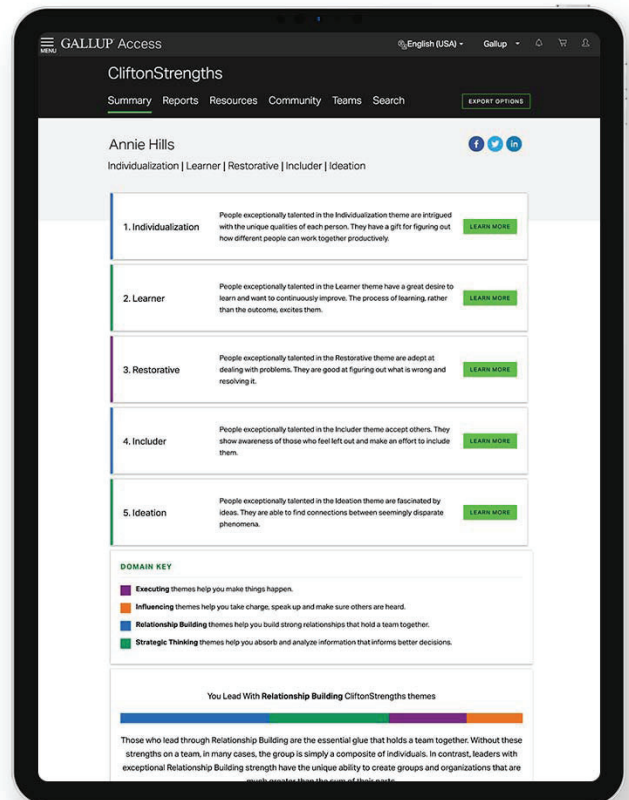 MENU
GALLUP® Access
English (USA)
Gallup
CliftonStrengths
Summary Reports Resources Community Teams Search
EXPORT OPTIONS
Annie Hills
Individualization | Learner | Restorative | Includer | Ideation
1. Individualization
People exceptionally talented in the Individualization theme are intrigued
with the unique qualities of each person. They have a gift for figuring out
how different people can work together productively.
LEARN MORE
2. Learner
People exceptionally talented in the Learner theme have a great desire to
learn and want to continuously improve. The process of learning, rather
than the outcome, excites them.
LEARN MORE
3. Restorative
People exceptionally talented in the Restorative theme are adept at
dealing with problems. They are good at figuring out what is wrong and
resolving it.
LEARN MORE
4. Includer
People exceptionally talented in the Includer theme accept others. They
show awareness of those who feel left out and make an effort to include
them.
LEARN MORE
5. Ideation
People exceptionally talented in the Ideation theme are fascinated by
ideas. They are able to find connections between seemingly disparate
phenomena.
LEARN MORE
DOMAIN KEY
Executing themes help you make things happen.
Influencing themes help you take charge, speak up and make sure others are heard.
Relationship Building themes help you build strong relationships that hold a team together.
Strategic Thinking themes help you absorb and analyze information that informs better decisions.
You Lead With Relationship Building CliftonStrengths themes
Those who lead through Relationship Building are the essential glue that holds a team together. Without these
strengths on a team, in many cases, the group is simply a composite of individuals. In contrast, leaders with
exceptional Relationship Building strength have the unique ability to create groups and organizations that are
much greater than the sum of their parts.